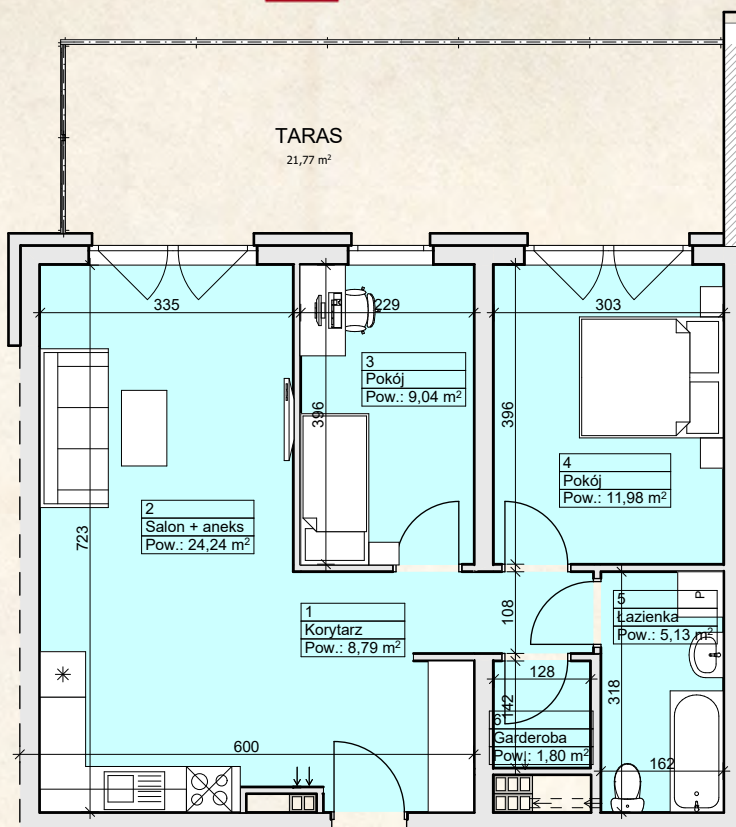 TARAS
21,77 m²
335
229
303
3
Pokój
Pow.: 9,04 m²
396
396
4
Pokój
Pow.: 11,98 m²
2
Salon + aneks
Pow.: 24,24 m²
723
1
Korytarz
Pow.: 8,79 m²
108
5
Łazienka
Pow.: 5,13 m²
P
128
142
318
6
Garderoba
Pow.: 1,80 m²
600
162